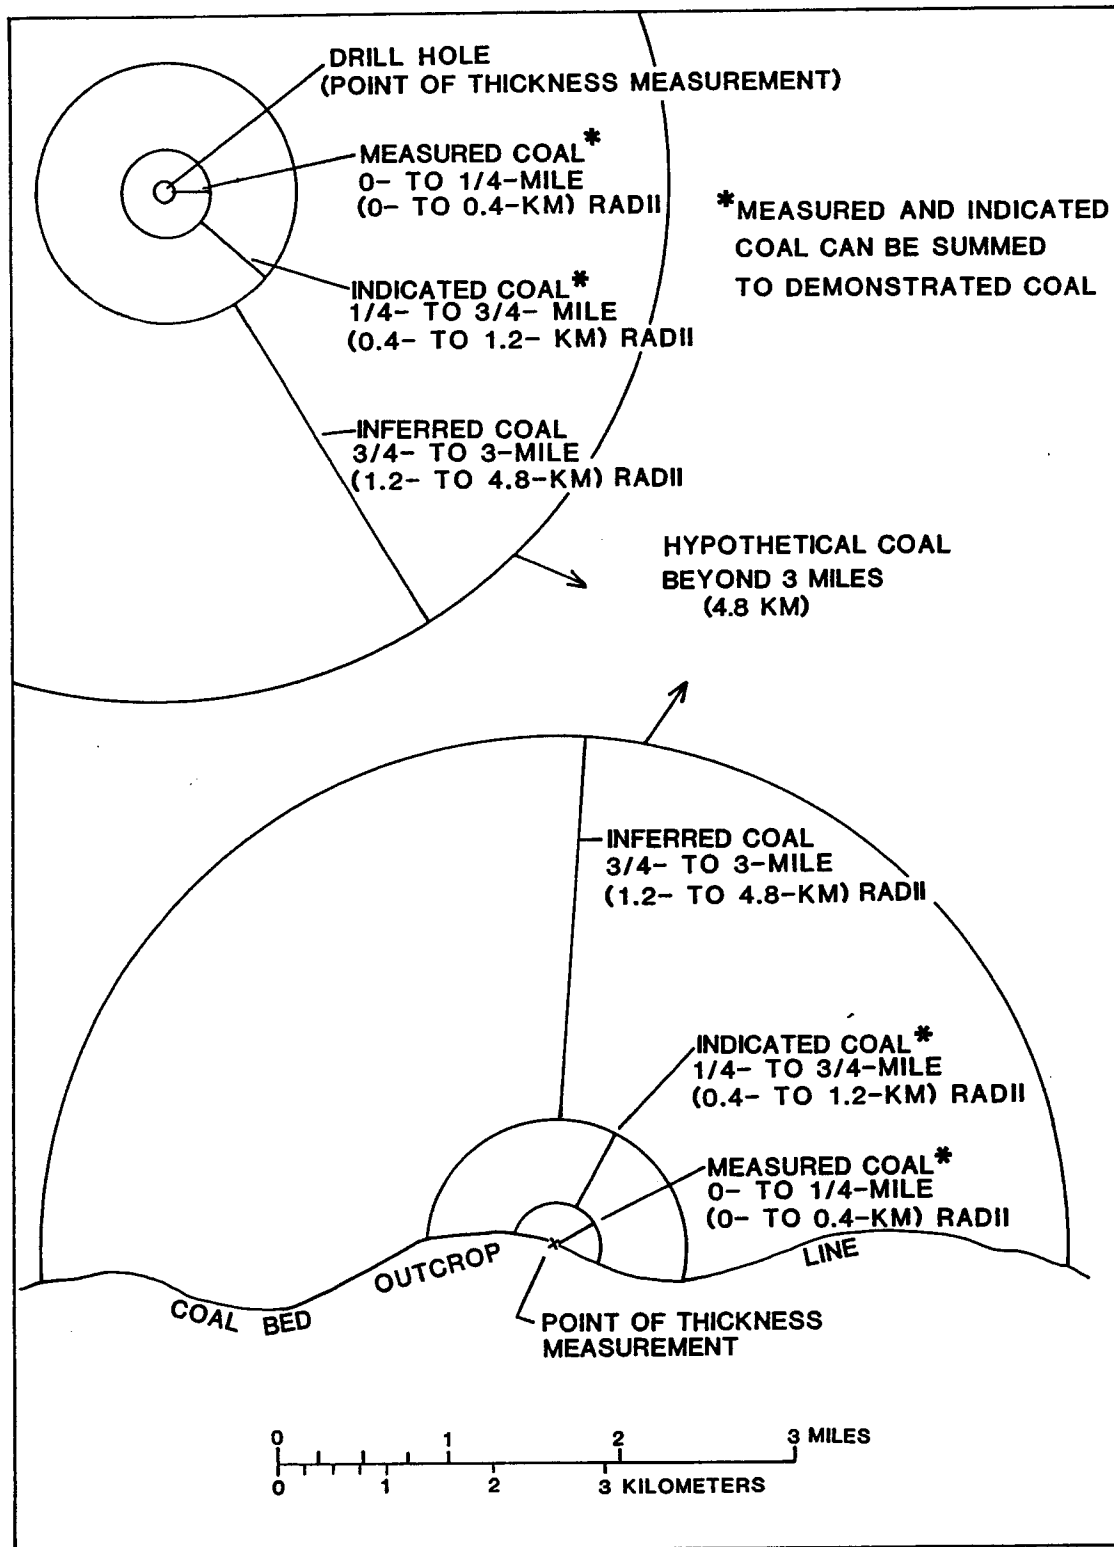 DRILL HOLE
(POINT OF THICKNESS MEASUREMENT)
MEASURED COAL*
0- TO 1/4-MILE
(0- TO 0.4-KM) RADII
*MEASURED AND INDICATED
COAL CAN BE SUMMED
TO DEMONSTRATED COAL
INDICATED COAL*
1/4- TO 3/4- MILE
(0.4- TO 1.2- KM) RADII
INFERRED COAL
3/4- TO 3-MILE
(1.2- TO 4.8-KM) RADII
HYPOTHETICAL COAL
BEYOND 3 MILES
(4.8 KM)
INFERRED COAL
3/4- TO 3-MILE
(1.2- TO 4.8-KM) RADII
INDICATED COAL*
1/4- TO 3/4-MILE
(0.4- TO 1.2-KM) RADII
MEASURED COAL*
0- TO 1/4-MILE
(0- TO 0.4-KM) RADII
COAL BED OUTCROP LINE
POINT OF THICKNESS
MEASUREMENT
0 1 2 3 MILES
0 1 2 3 KILOMETERS